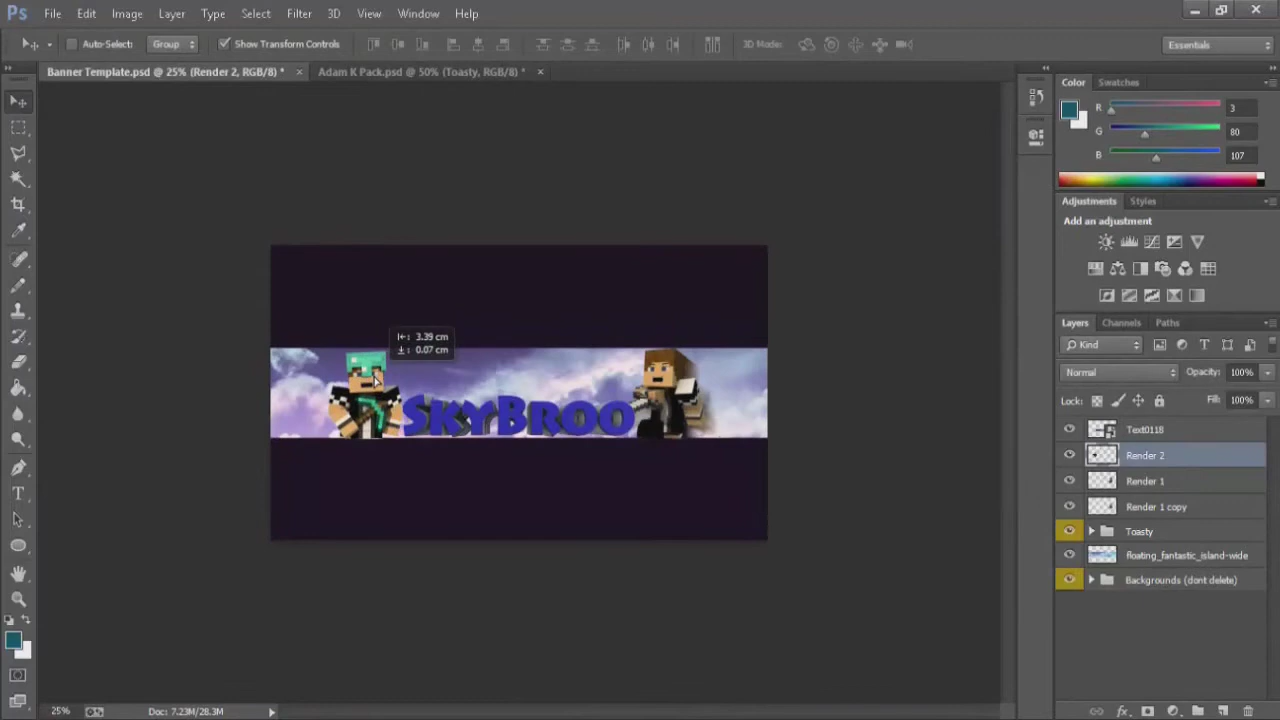 Ps File Edit Image Layer Type Select Filter 3D View Window Help
Auto-Select: Group Show Transform Controls 3D Mode: Essentials
Banner Template.psd @ 25% (Render 2, RGB/8) * × Adam K Pack.psd @ 50% (Toasty, RGB/8) * ×
Color Swatches
R 3
G 80
B 107
Adjustments Styles
Add an adjustment
Layers Channels Paths
Kind
Normal Opacity: 100%
Lock: Fill: 100%
Text0118
Render 2
Render 1
Render 1 copy
Toasty
floating_fantastic_island-wide
Backgrounds (dont delete)
3.39 cm
0.07 cm
SkyBroo
25% Doc: 7.23M/28.3M
fx